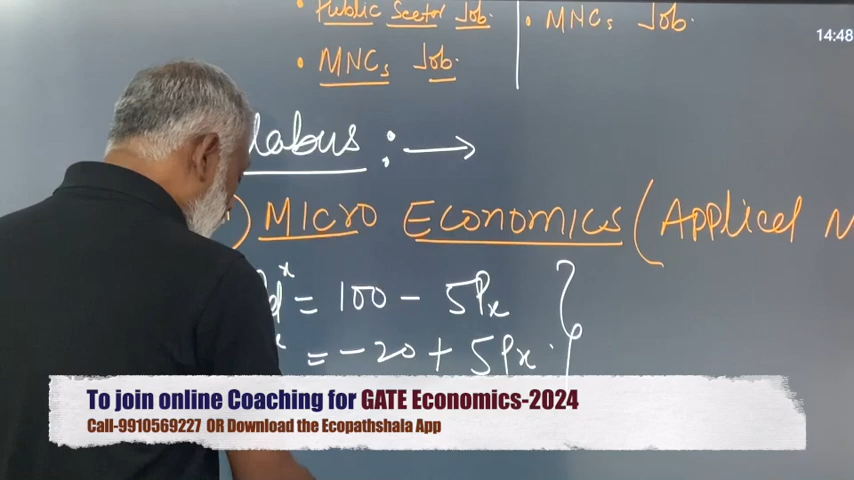 • Public Sector Job.
• MNCs Job.
• MNCs Job.
14:48
labus : →
) MICRO ECONOMICS (Applied
= 100 - 5Px
= -20 + 5Px
To join online Coaching for GATE Economics-2024
Call-9910569227 OR Download the Ecopathshala App